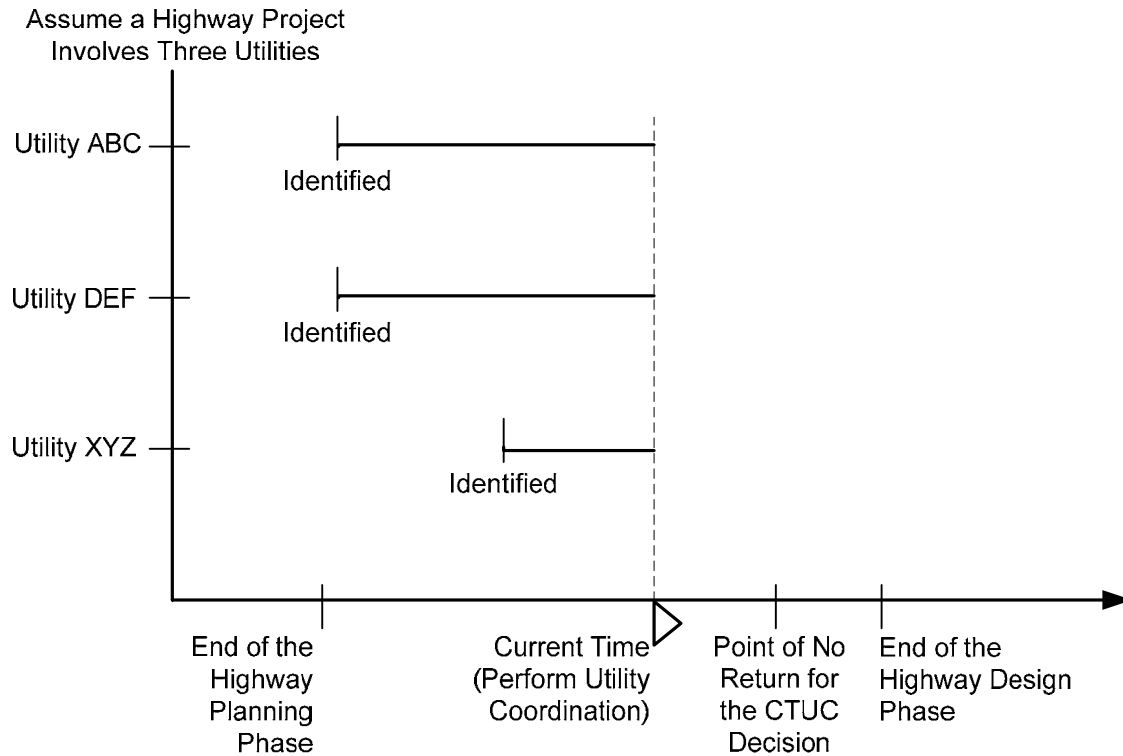 Assume a Highway Project
Involves Three Utilities
Utility ABC
Identified
Utility DEF
Identified
Utility XYZ
Identified
End of the
Highway
Planning
Phase
Current Time
(Perform Utility
Coordination)
Point of No
Return for
the CTUC
Decision
End of the
Highway Design
Phase